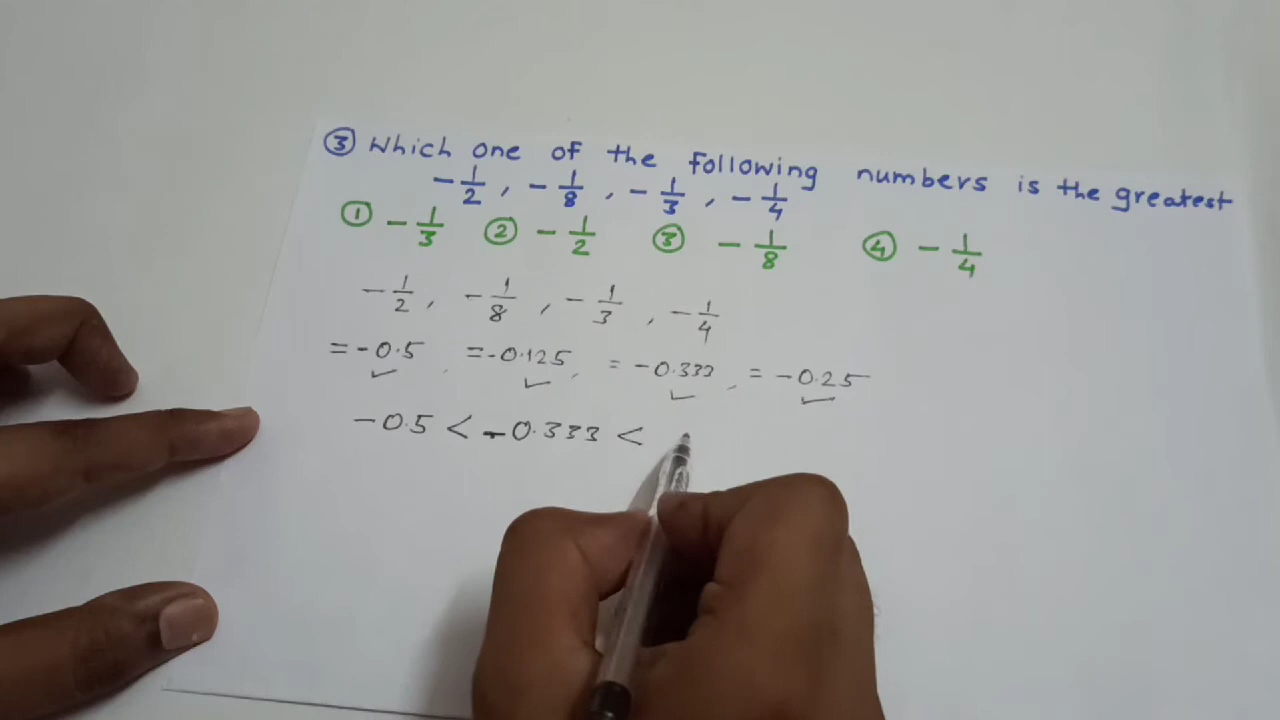 ③ Which one of the following numbers is the greatest
-1/2, -1/8, -1/3, -1/4
① -1/3 ② -1/2 ③ -1/8 ④ -1/4
-1/2, -1/8, -1/3, -1/4
=-0.5, =-0.125, =-0.333, =-0.25
-0.5 < -0.333 <